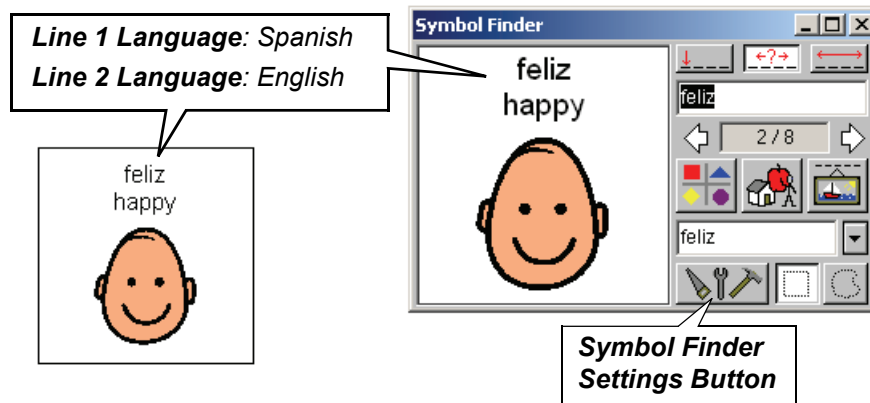 Line 1 Language: Spanish
Line 2 Language: English
feliz
happy
Symbol Finder
feliz
happy
feliz
2/8
feliz
Symbol Finder
Settings Button